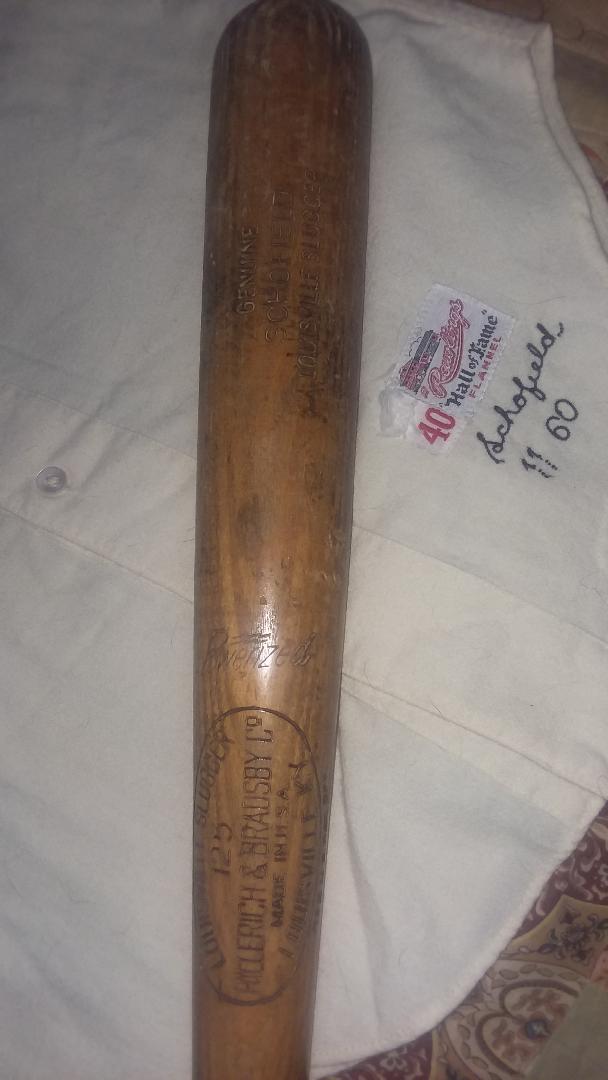 GENUINE
SCHOFIELD
LOUISVILLE SLUGGER
Rawlings
"Hall of Fame"
FLANNEL
40
Schofield
11 60
Powerized
LOUISVILLE SLUGGER
125
HILLERICH & BRADSBY Cº
MADE IN U.S.A.
LOUISVILLE KY.